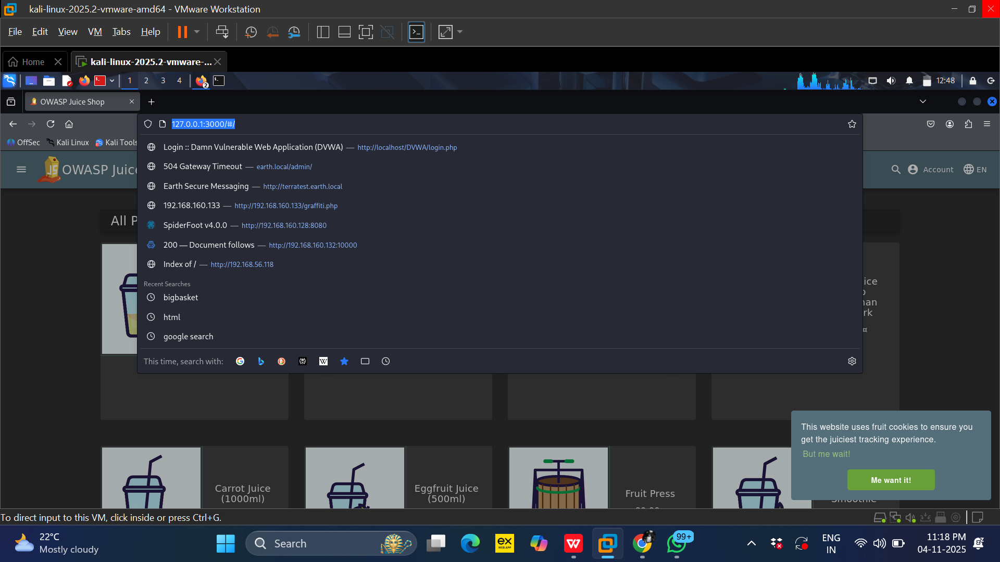 kali-linux-2025.2-vmware-amd64 - VMware Workstation
File Edit View VM Tabs Help
Home
kali-linux-2025.2-vmware-...
1 2 3 4
2
12:48
OWASP Juice Shop
127.0.0.1:3000/#/
OffSec Kali Linux Kali Tools
Login :: Damn Vulnerable Web Application (DVWA) — http://localhost/DVWA/login.php
504 Gateway Timeout — earth.local/admin/
Earth Secure Messaging — http://terratest.earth.local
192.168.160.133 — http://192.168.160.133/graffiti.php
SpiderFoot v4.0.0 — http://192.168.160.128:8080
200 — Document follows — http://192.168.160.132:10000
Index of / — http://192.168.56.118
Recent Searches
bigbasket
html
google search
This time, search with:
OWASP Juice
Account EN
All P
ice
rk
¤
This website uses fruit cookies to ensure you
get the juiciest tracking experience.
But me wait!
Me want it!
Carrot Juice
(1000ml)
Eggfruit Juice
(500ml)
Fruit Press
To direct input to this VM, click inside or press Ctrl+G.
22°C
Mostly cloudy
Search
ex
WEB APP
99+
ENG
IN
11:18 PM
04-11-2025